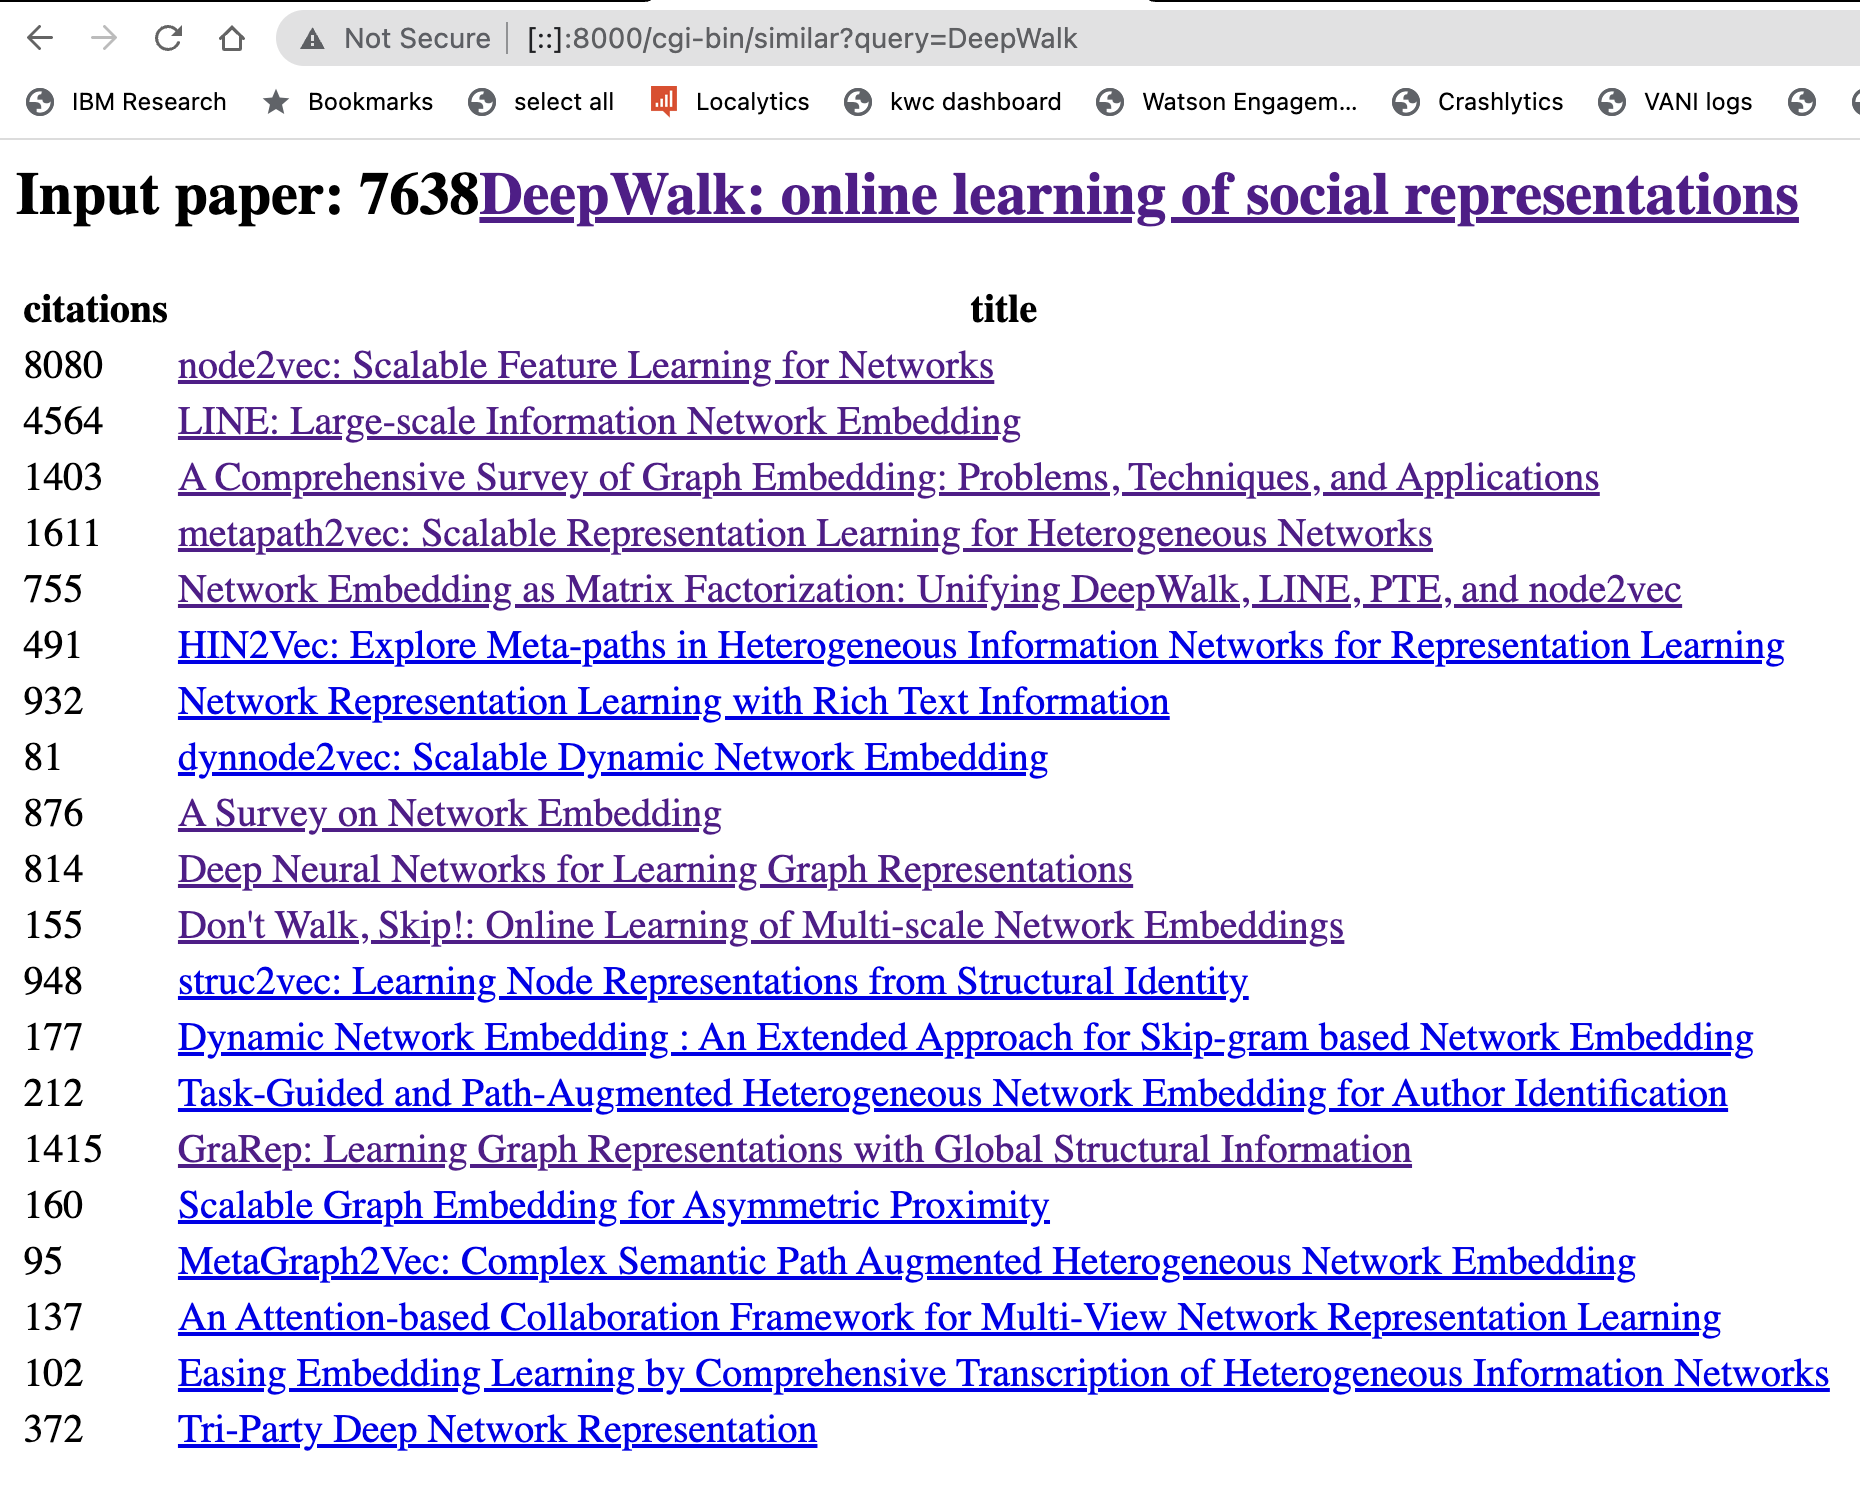 Not Secure [::]:8000/cgi-bin/similar?query=DeepWalk
IBM Research Bookmarks select all Localytics kwc dashboard Watson Engagem... Crashlytics VANI logs
Input paper: 7638DeepWalk: online learning of social representations
citations title
8080 node2vec: Scalable Feature Learning for Networks
4564 LINE: Large-scale Information Network Embedding
1403 A Comprehensive Survey of Graph Embedding: Problems, Techniques, and Applications
1611 metapath2vec: Scalable Representation Learning for Heterogeneous Networks
755 Network Embedding as Matrix Factorization: Unifying DeepWalk, LINE, PTE, and node2vec
491 HIN2Vec: Explore Meta-paths in Heterogeneous Information Networks for Representation Learning
932 Network Representation Learning with Rich Text Information
81 dynnode2vec: Scalable Dynamic Network Embedding
876 A Survey on Network Embedding
814 Deep Neural Networks for Learning Graph Representations
155 Don't Walk, Skip!: Online Learning of Multi-scale Network Embeddings
948 struc2vec: Learning Node Representations from Structural Identity
177 Dynamic Network Embedding : An Extended Approach for Skip-gram based Network Embedding
212 Task-Guided and Path-Augmented Heterogeneous Network Embedding for Author Identification
1415 GraRep: Learning Graph Representations with Global Structural Information
160 Scalable Graph Embedding for Asymmetric Proximity
95 MetaGraph2Vec: Complex Semantic Path Augmented Heterogeneous Network Embedding
137 An Attention-based Collaboration Framework for Multi-View Network Representation Learning
102 Easing Embedding Learning by Comprehensive Transcription of Heterogeneous Information Networks
372 Tri-Party Deep Network Representation